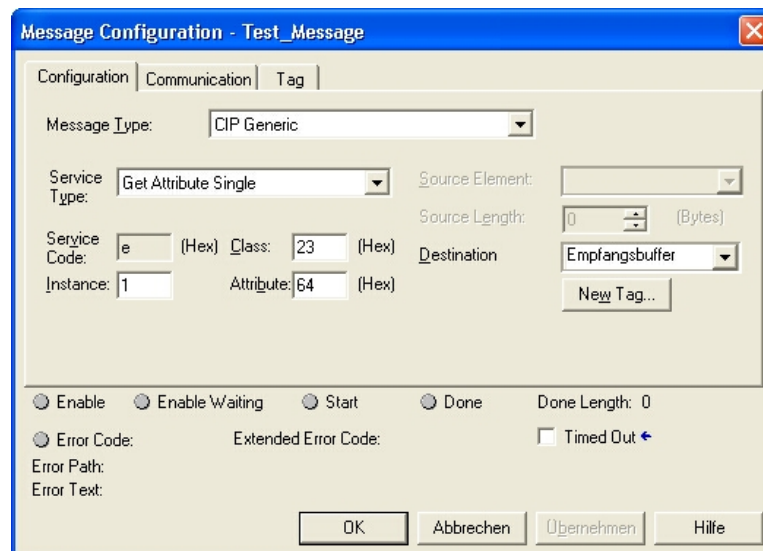 Message Configuration - Test_Message
Configuration Communication Tag
Message Type: CIP Generic
Service Type: Get Attribute Single
Source Element:
Source Length: 0 (Bytes)
Service Code: e (Hex) Class: 23 (Hex)
Destination Empfangsbuffer
Instance: 1 Attribute: 64 (Hex)
New Tag...
Enable Enable Waiting Start Done Done Length: 0
Error Code: Extended Error Code: Timed Out
Error Path:
Error Text:
OK Abbrechen Übernehmen Hilfe